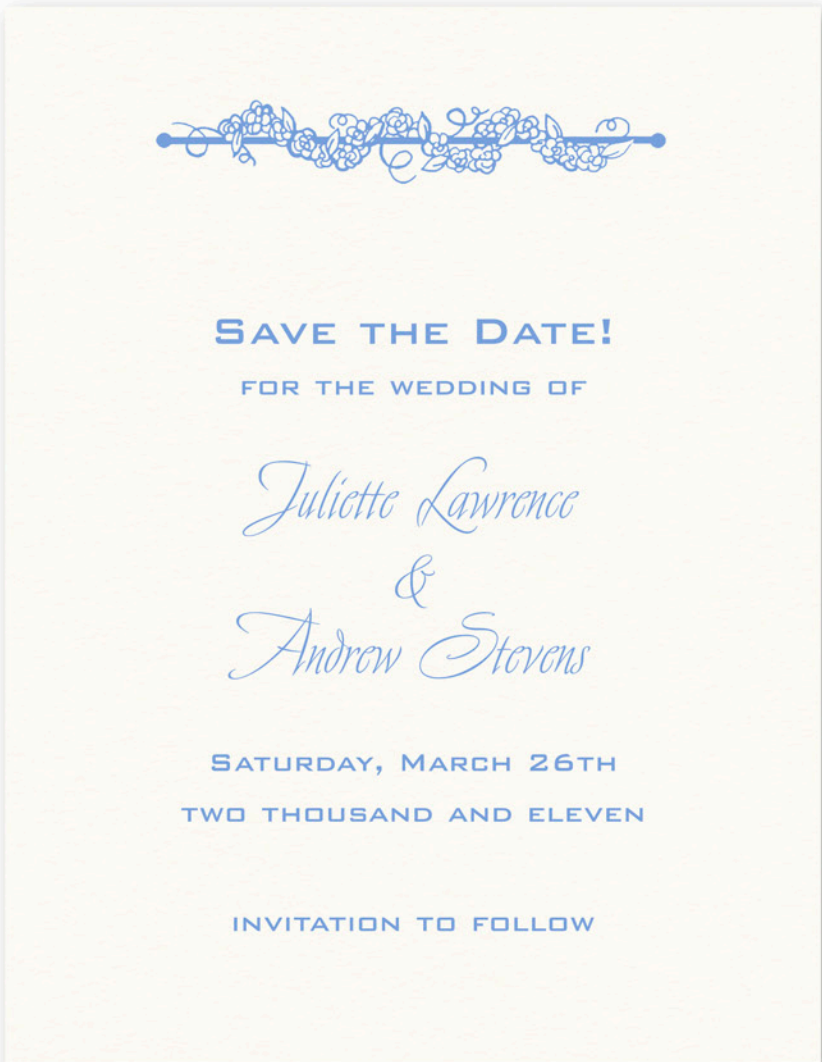 Save the Date!
for the wedding of
Juliette Lawrence
&
Andrew Stevens
Saturday, March 26th
two thousand and eleven
invitation to follow